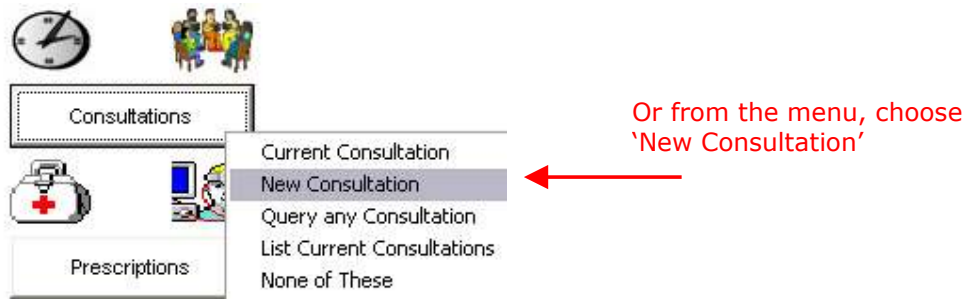 Consultations
Or from the menu, choose
‘New Consultation’
Current Consultation
New Consultation
Query any Consultation
List Current Consultations
None of These
Prescriptions